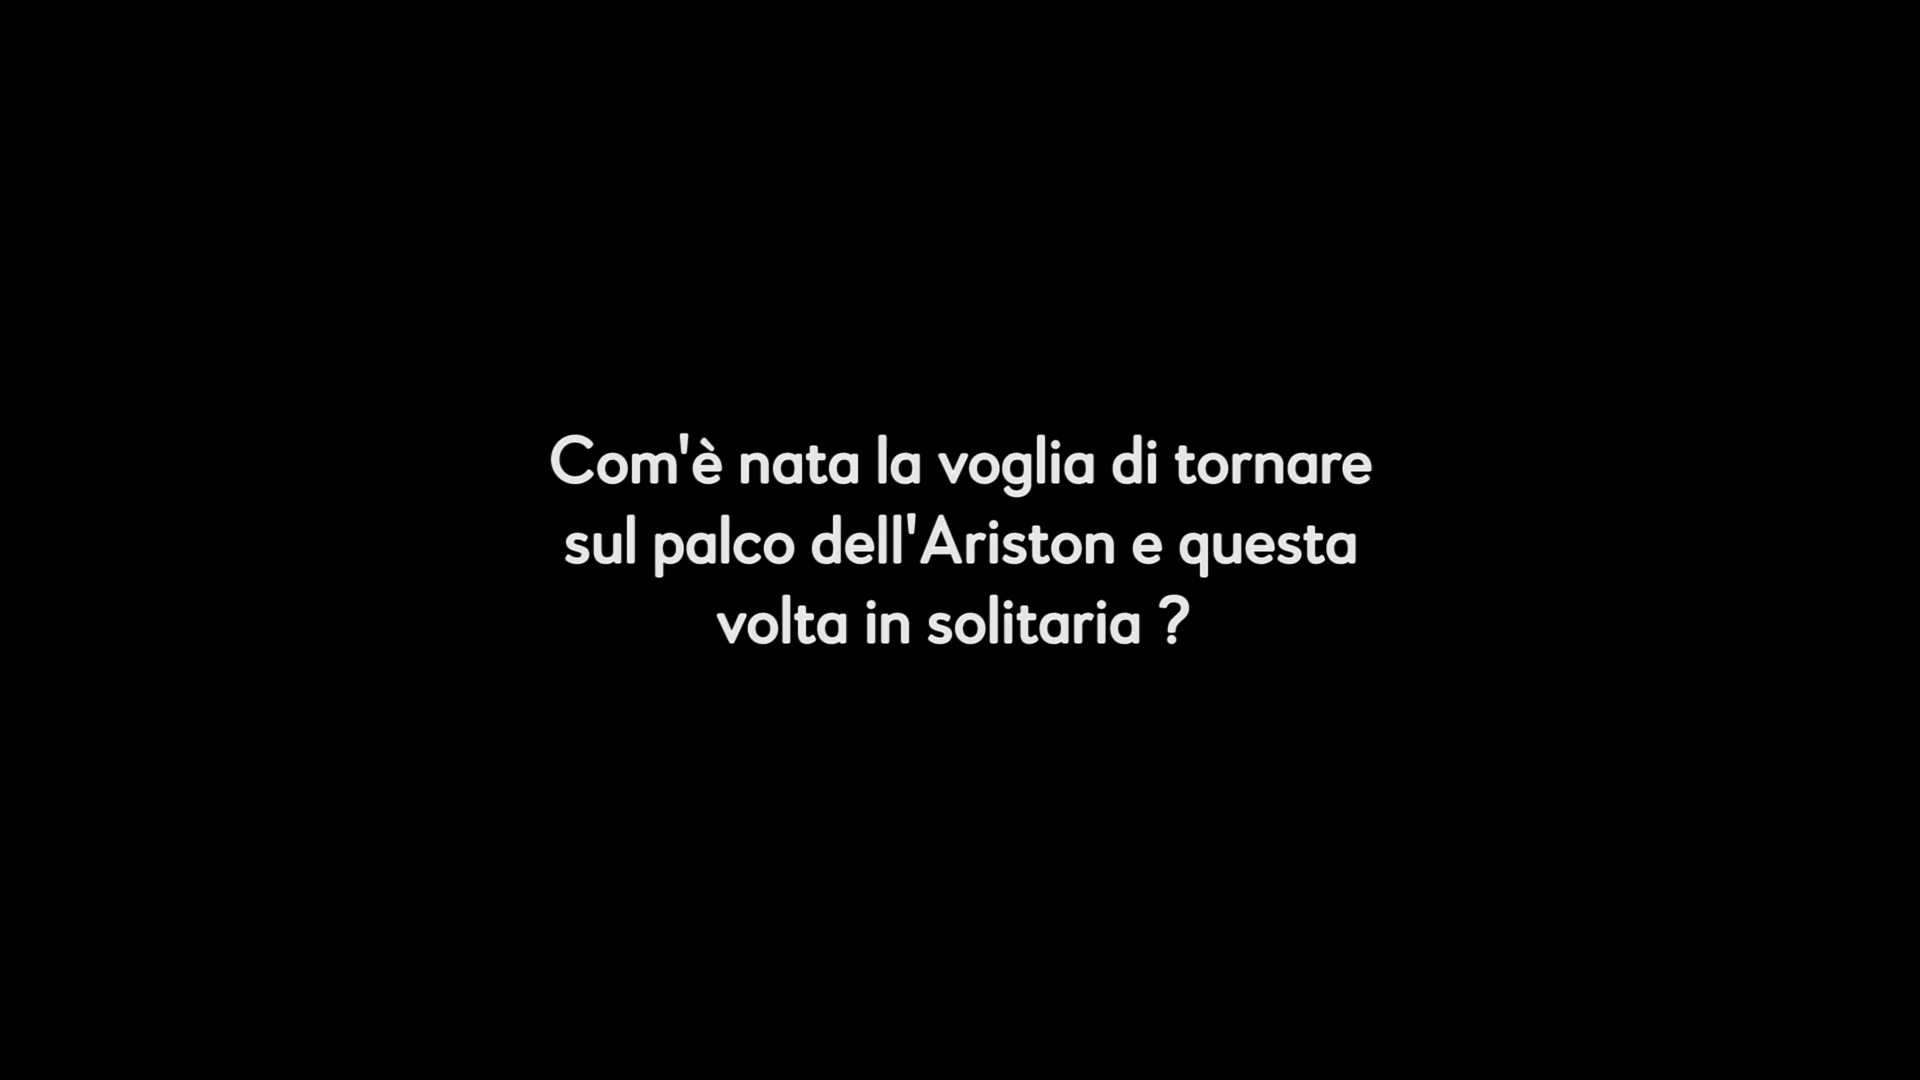 Com'è nata la voglia di tornare
sul palco dell'Ariston e questa
volta in solitaria ?